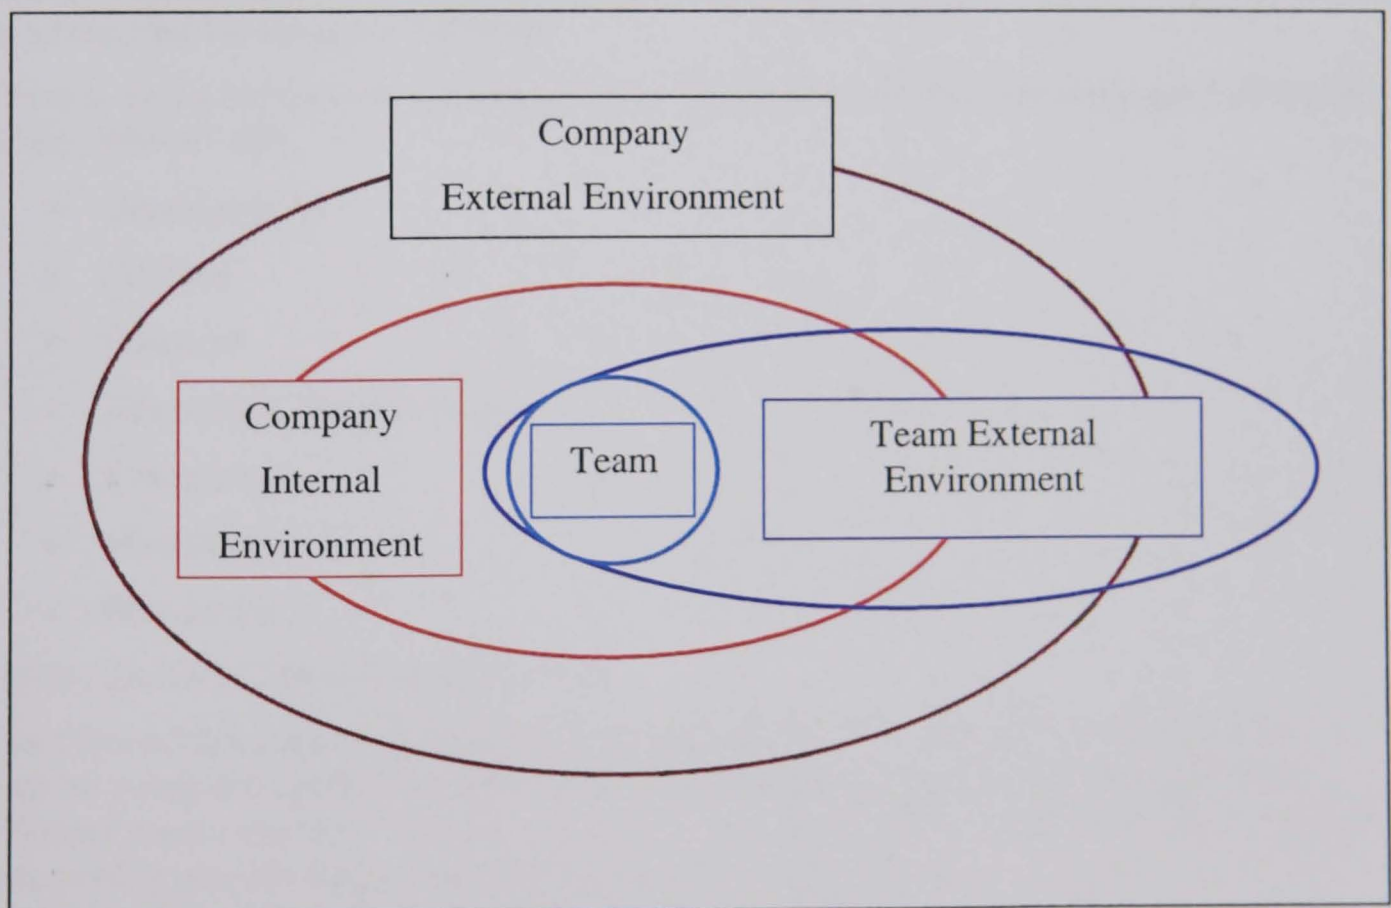 Company
External Environment
Company
Internal
Environment
Team
Team External
Environment